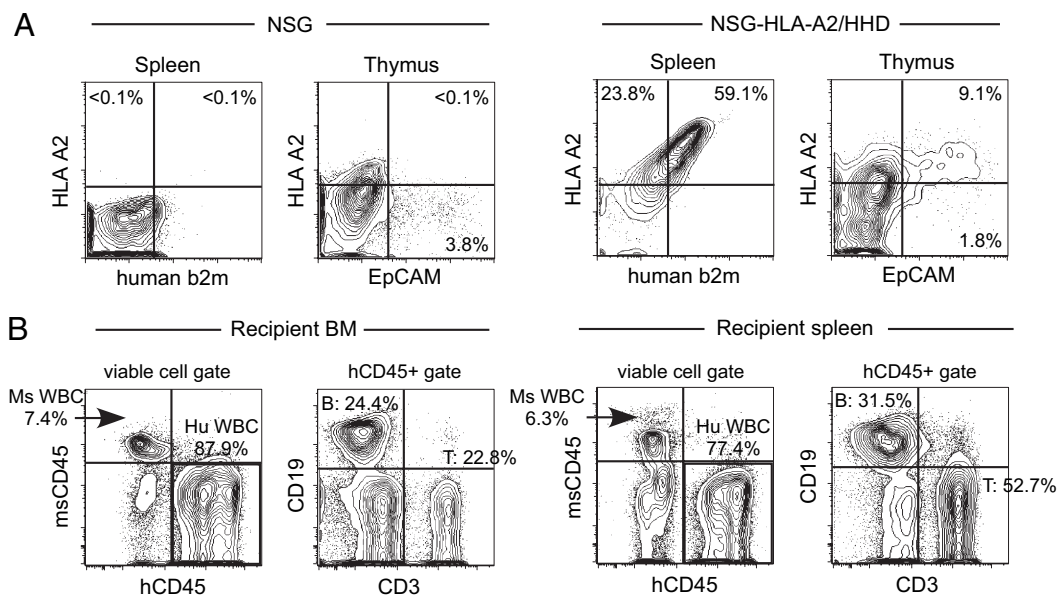 A
NSG
NSG-HLA-A2/HHD
Spleen
Thymus
Spleen
Thymus
<0.1%
<0.1%
<0.1%
23.8%
59.1%
9.1%
HLA A2
HLA A2
HLA A2
HLA A2
3.8%
1.8%
human b2m
EpCAM
human b2m
EpCAM
B
Recipient BM
Recipient spleen
viable cell gate
hCD45+ gate
viable cell gate
hCD45+ gate
Ms WBC
7.4%
Hu WBC
87.9%
B: 24.4%
T: 22.8%
Ms WBC
6.3%
Hu WBC
77.4%
B: 31.5%
T: 52.7%
msCD45
CD19
msCD45
CD19
hCD45
CD3
hCD45
CD3